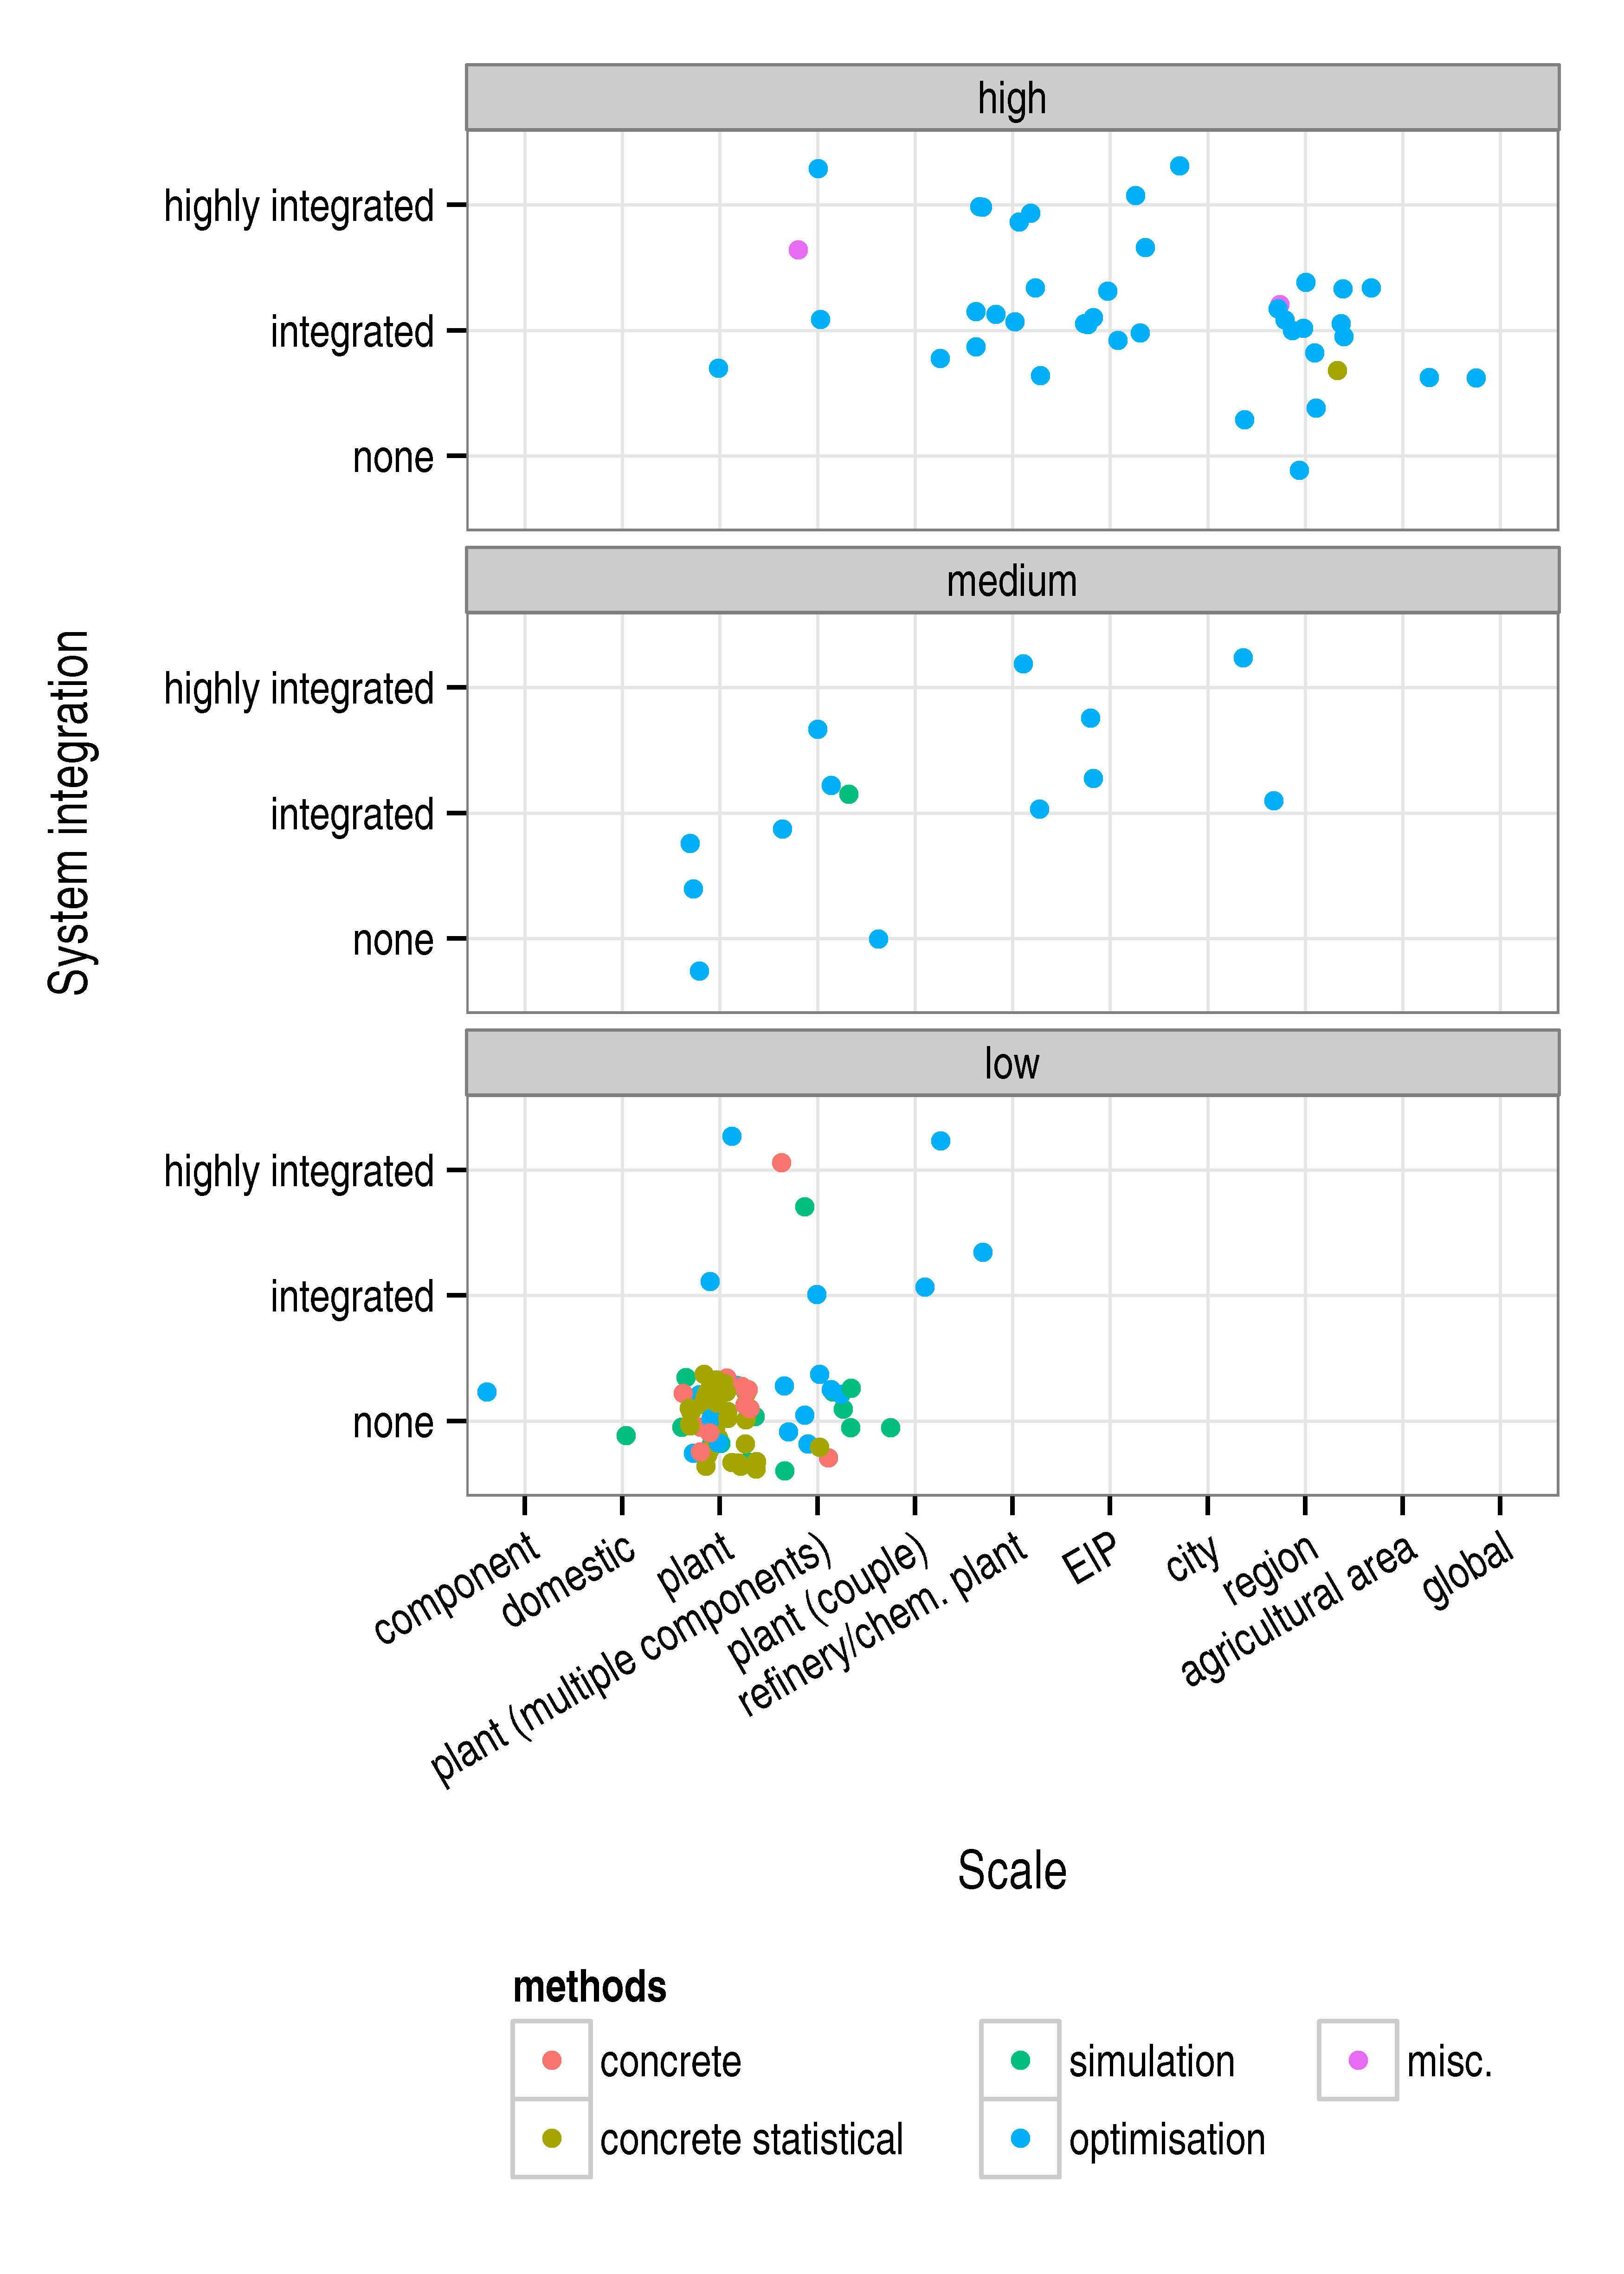 high
highly integrated
integrated
none
medium
highly integrated
integrated
none
low
highly integrated
integrated
none
System integration
component
domestic
plant
plant (multiple components)
plant (couple)
refinery/chem. plant
EIP
city
region
agricultural area
global
Scale
methods
concrete
simulation
misc.
concrete statistical
optimisation